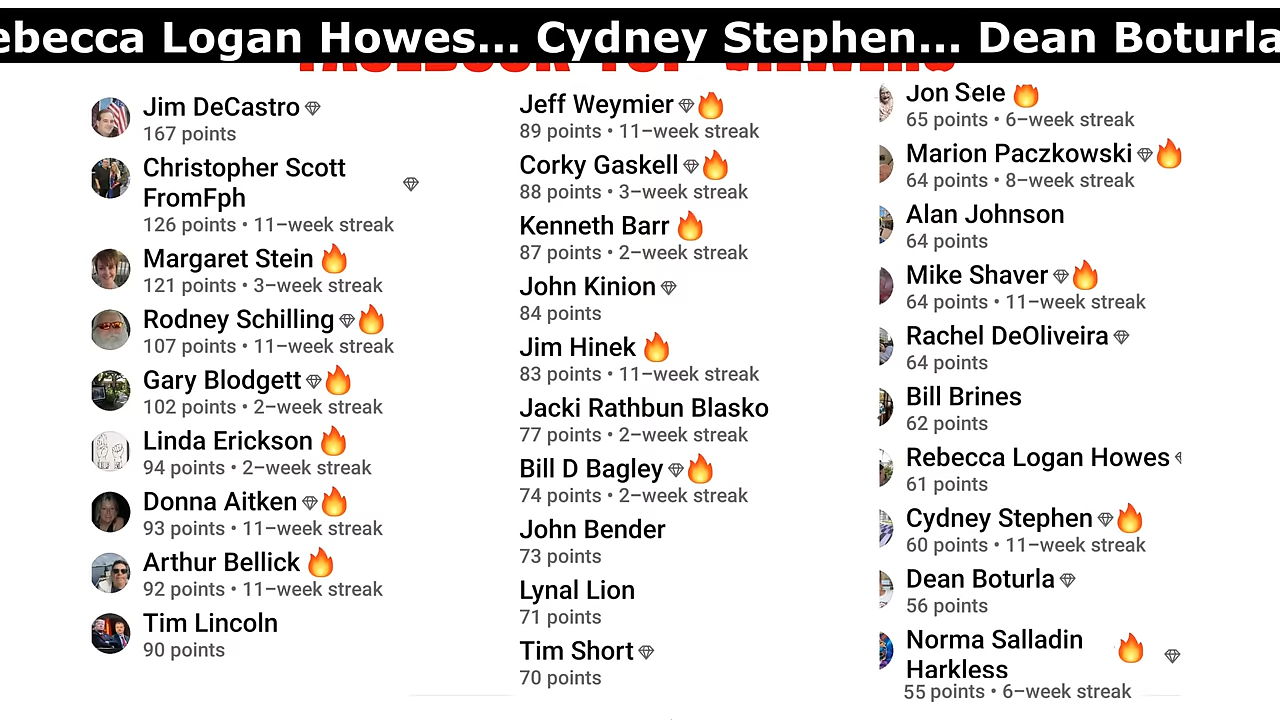 ebecca Logan Howes... Cydney Stephen... Dean Boturla
FACEBOOK TOP VIEWERS
Jim DeCastro
167 points
Christopher Scott
FromFph
126 points • 11-week streak
Margaret Stein
121 points • 3-week streak
Rodney Schilling
107 points • 11-week streak
Gary Blodgett
102 points • 2-week streak
Linda Erickson
94 points • 2-week streak
Donna Aitken
93 points • 11-week streak
Arthur Bellick
92 points • 11-week streak
Tim Lincoln
90 points
Jeff Weymier
89 points • 11-week streak
Corky Gaskell
88 points • 3-week streak
Kenneth Barr
87 points • 2-week streak
John Kinion
84 points
Jim Hinek
83 points • 11-week streak
Jacki Rathbun Blasko
77 points • 2-week streak
Bill D Bagley
74 points • 2-week streak
John Bender
73 points
Lynal Lion
71 points
Tim Short
70 points
Jon Sele
65 points • 6-week streak
Marion Paczkowski
64 points • 8-week streak
Alan Johnson
64 points
Mike Shaver
64 points • 11-week streak
Rachel DeOliveira
64 points
Bill Brines
62 points
Rebecca Logan Howes
61 points
Cydney Stephen
60 points • 11-week streak
Dean Boturla
56 points
Norma Salladin
Harkless
55 points • 6-week streak